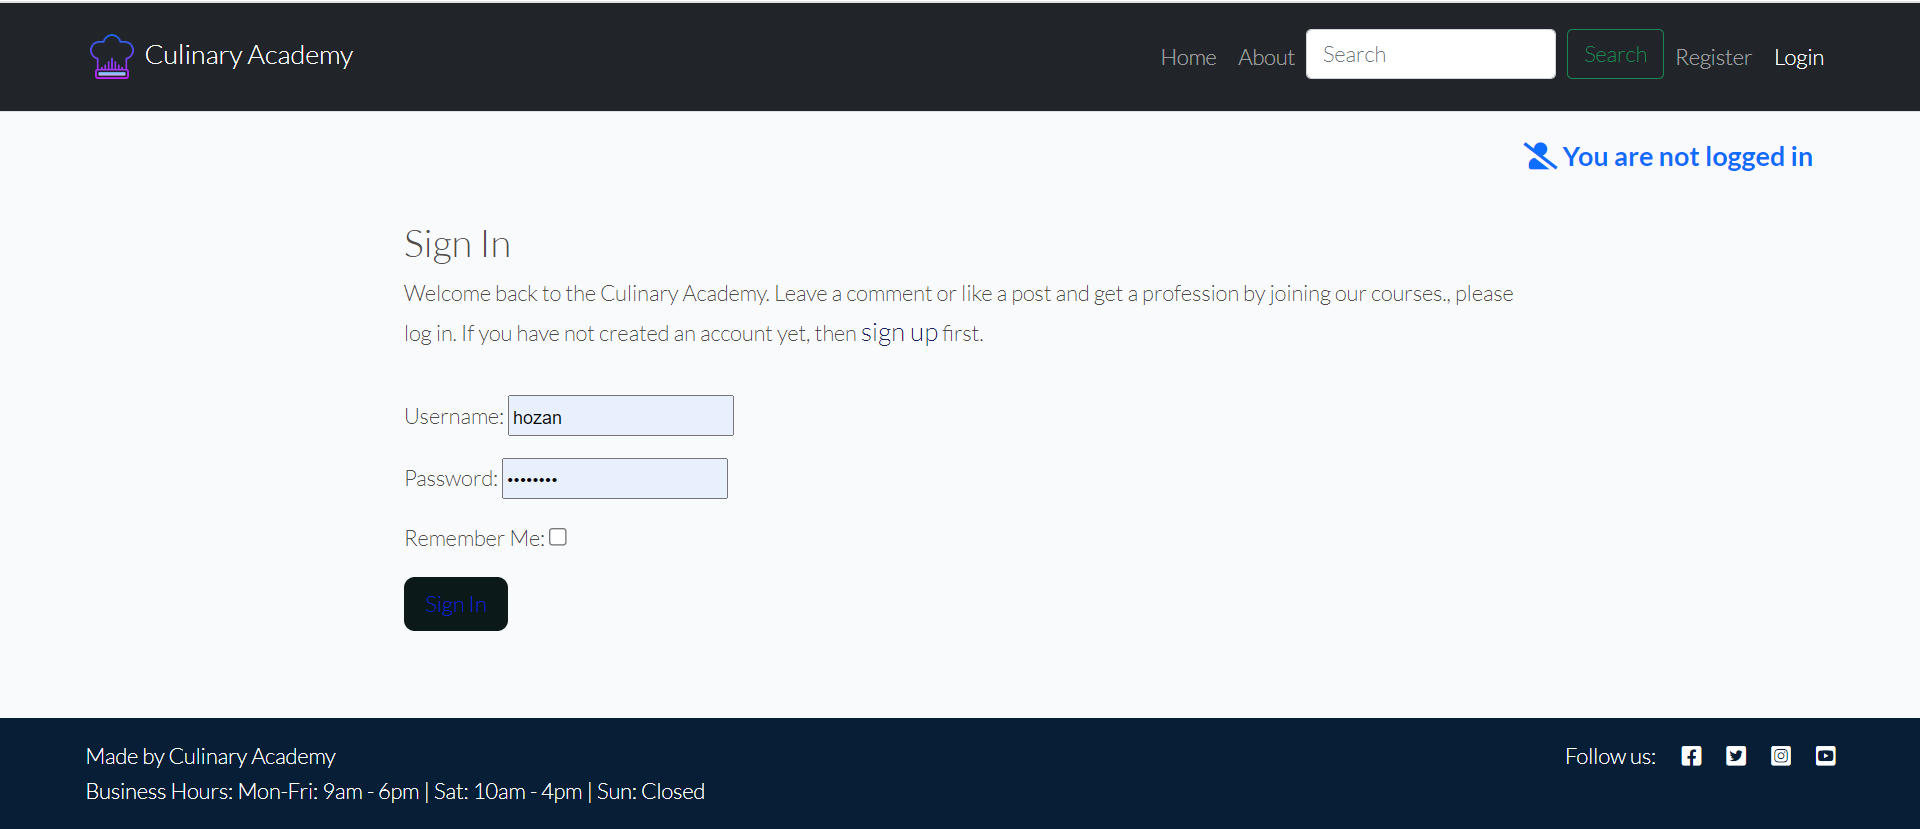 Culinary Academy
Home About Search Search Register Login
You are not logged in
Sign In
Welcome back to the Culinary Academy. Leave a comment or like a post and get a profession by joining our courses., please
log in. If you have not created an account yet, then sign up first.
Username: hozan
Password: ••••••••
Remember Me:
Sign In
Made by Culinary Academy
Follow us:
Business Hours: Mon-Fri: 9am - 6pm | Sat: 10am - 4pm | Sun: Closed